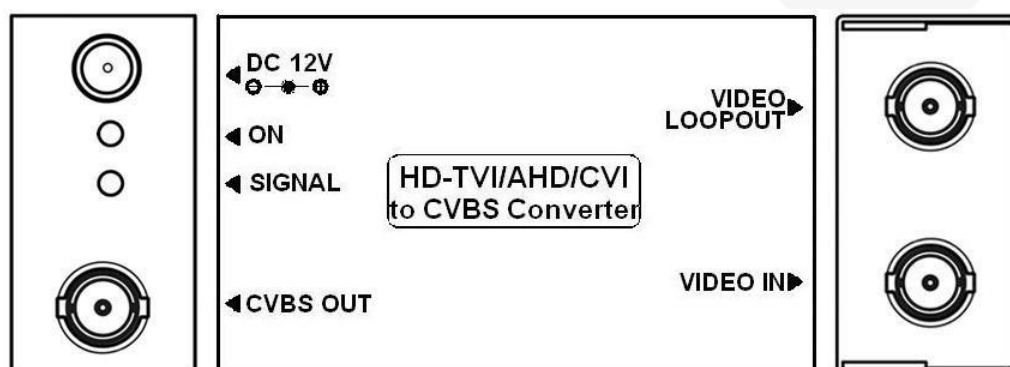 DC 12V
ON
SIGNAL
CVBS OUT
HD-TVI/AHD/CVI
to CVBS Converter
VIDEO
LOOPOUT
VIDEO IN